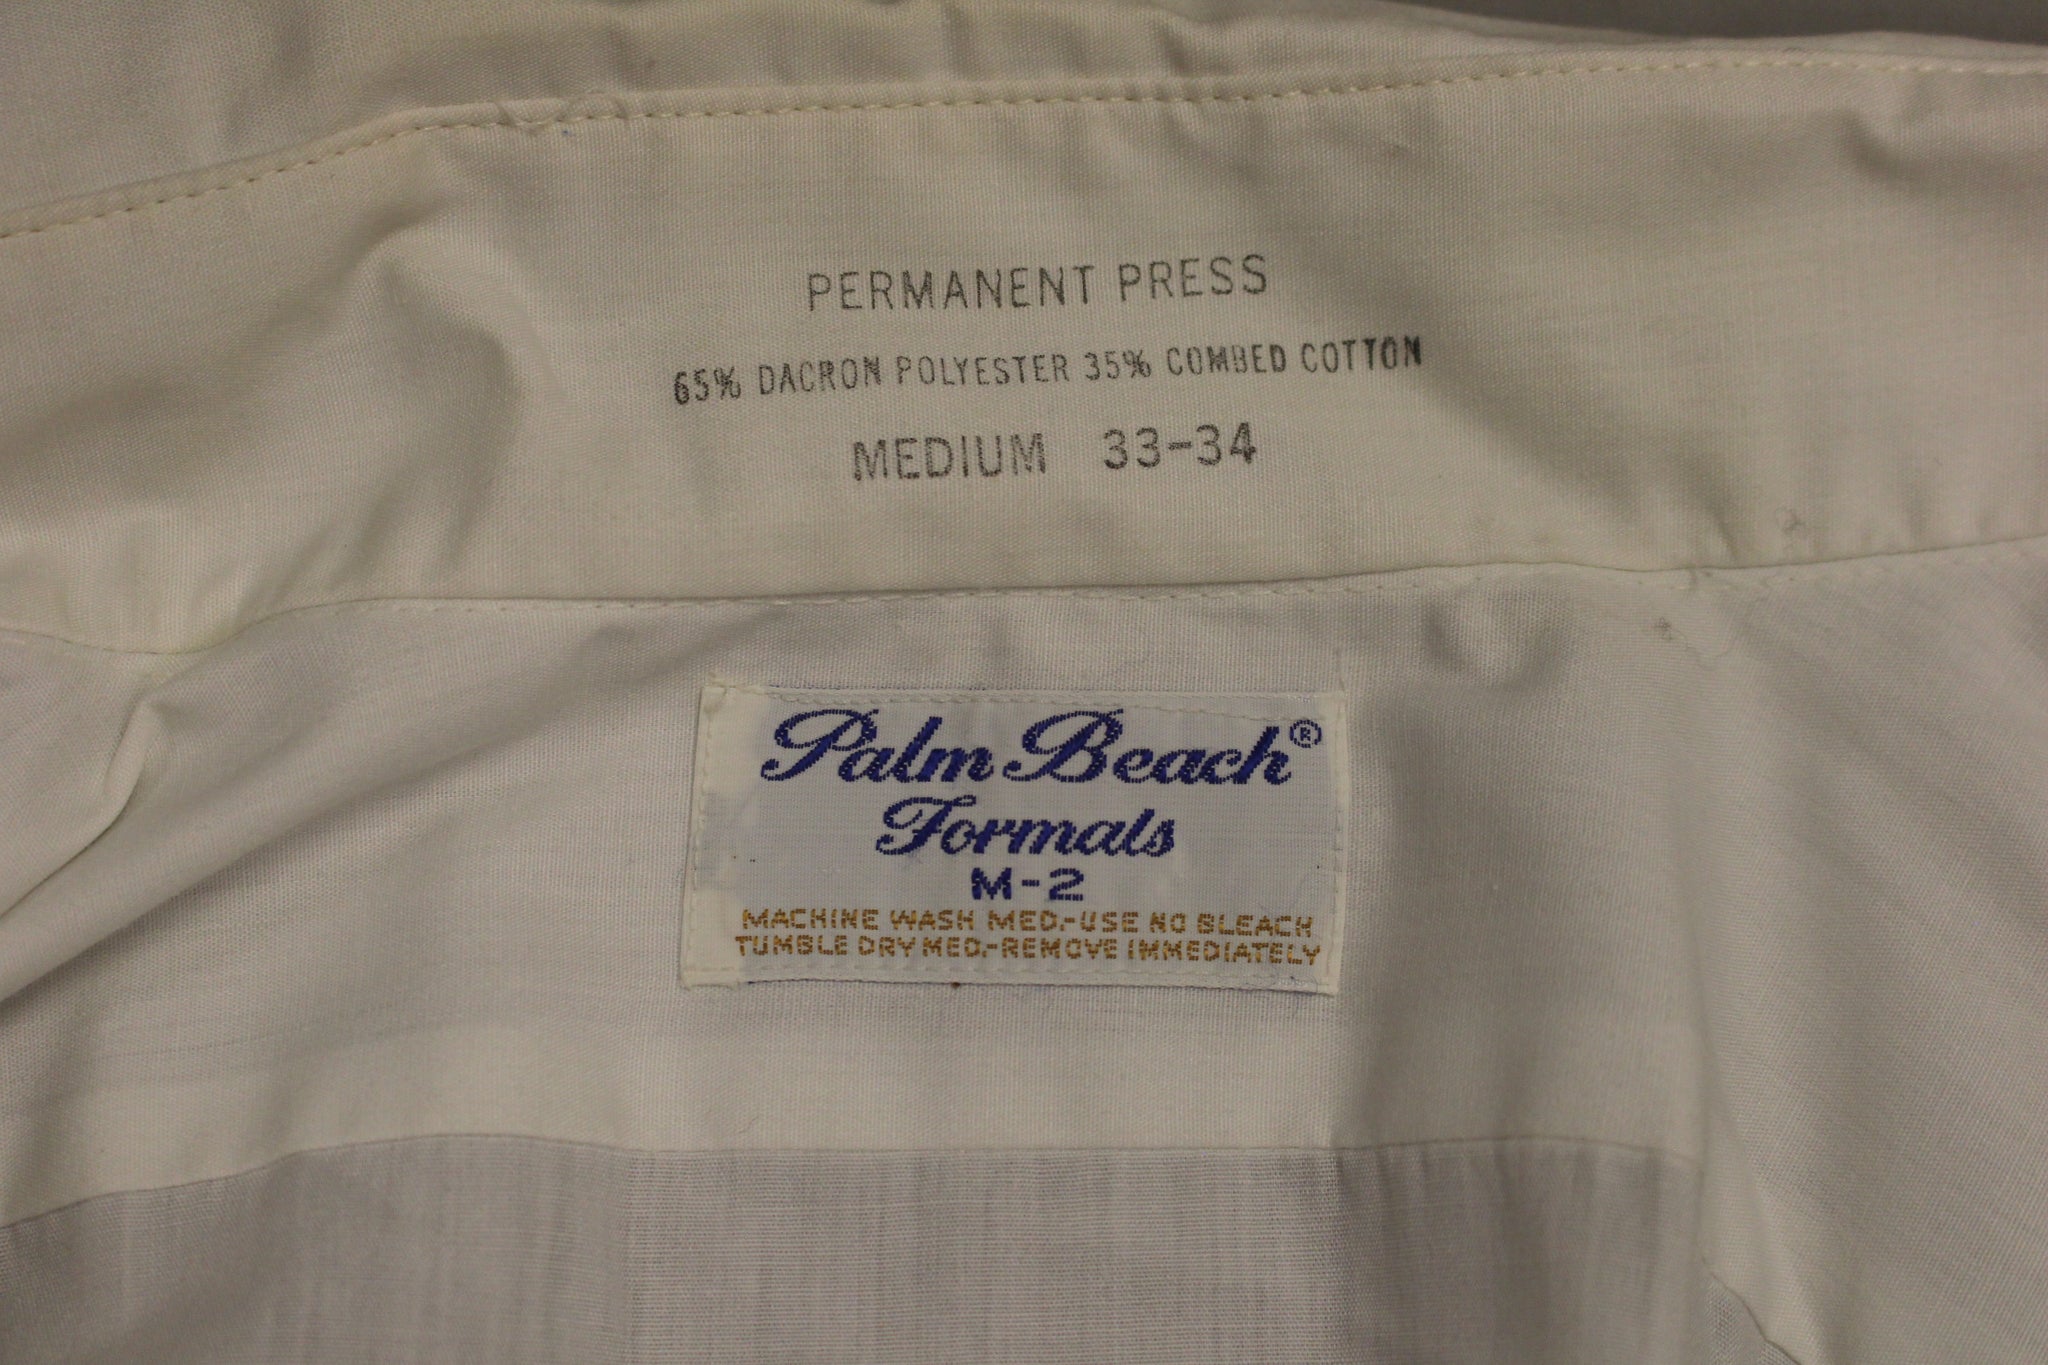 PERMANENT PRESS
65% DACRON POLYESTER 35% COMBED COTTON
MEDIUM 33-34
Palm Beach®
Formals
M-2
MACHINE WASH MED.-USE NO BLEACH
TUMBLE DRY MED.-REMOVE IMMEDIATELY